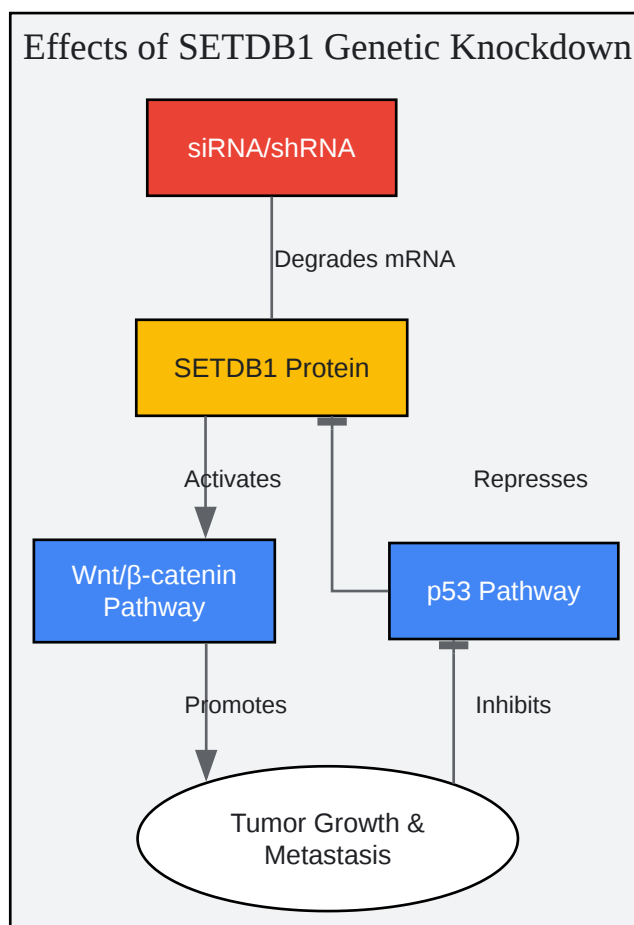 Effects of SETDB1 Genetic Knockdown
siRNA/shRNA
Degrades mRNA
SETDB1 Protein
Activates
Represses
Wnt/β-catenin
Pathway
p53 Pathway
Promotes
Inhibits
Tumor Growth &
Metastasis